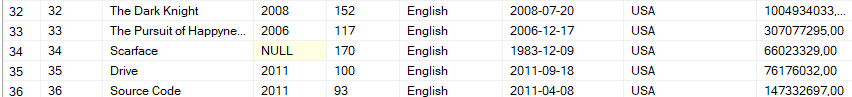 32 32 The Dark Knight 2008 152 English 2008-07-20 USA 1004934033,...
33 33 The Pursuit of Happyne... 2006 117 English 2006-12-17 USA 307077295,00
34 34 Scarface NULL 170 English 1983-12-09 USA 66023329,00
35 35 Drive 2011 100 English 2011-09-18 USA 76176032,00
36 36 Source Code 2011 93 English 2011-04-08 USA 147332697,00